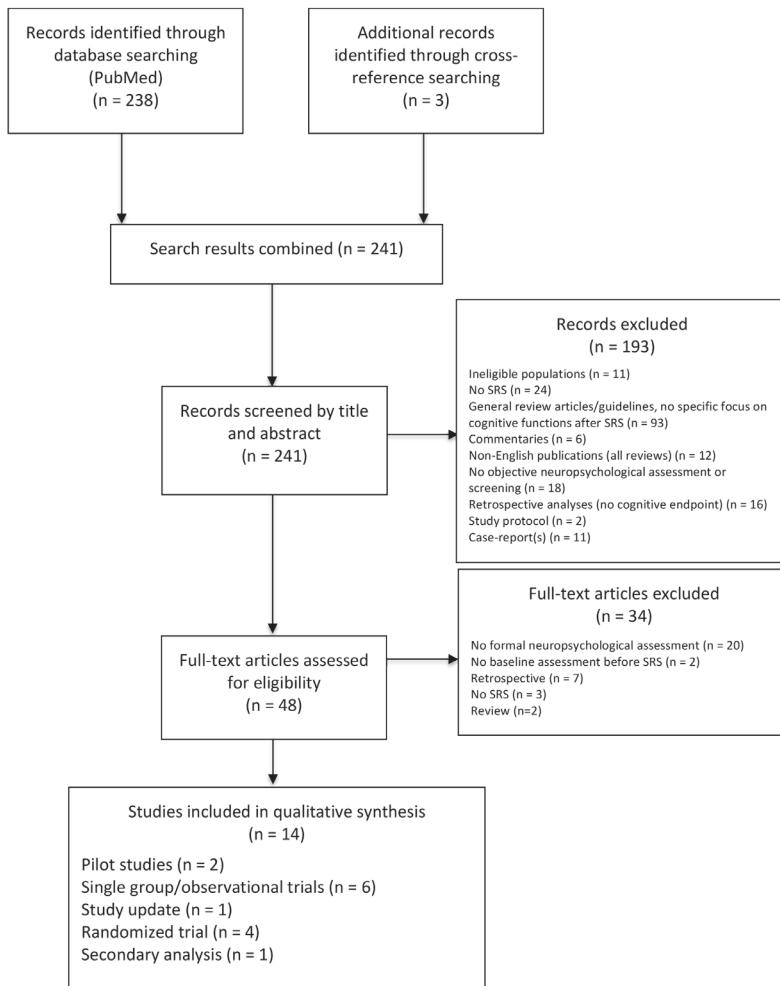 Records identified through
database searching
(PubMed)
(n = 238)
Additional records
identified through cross-
reference searching
(n = 3)
Search results combined (n = 241)
Records screened by title
and abstract
(n = 241)
Records excluded
(n = 193)
Ineligible populations (n = 11)
No SRS (n = 24)
General review articles/guidelines, no specific focus on
cognitive functions after SRS (n = 93)
Commentaries (n = 6)
Non-English publications (all reviews) (n = 12)
No objective neuropsychological assessment or
screening (n = 18)
Retrospective analyses (no cognitive endpoint) (n = 16)
Study protocol (n = 2)
Case-report(s) (n = 11)
Full-text articles assessed
for eligibility
(n = 48)
Full-text articles excluded
(n = 34)
No formal neuropsychological assessment (n = 20)
No baseline assessment before SRS (n = 2)
Retrospective (n = 7)
No SRS (n = 3)
Review (n=2)
Studies included in qualitative synthesis
(n = 14)
Pilot studies (n = 2)
Single group/observational trials (n = 6)
Study update (n = 1)
Randomized trial (n = 4)
Secondary analysis (n = 1)